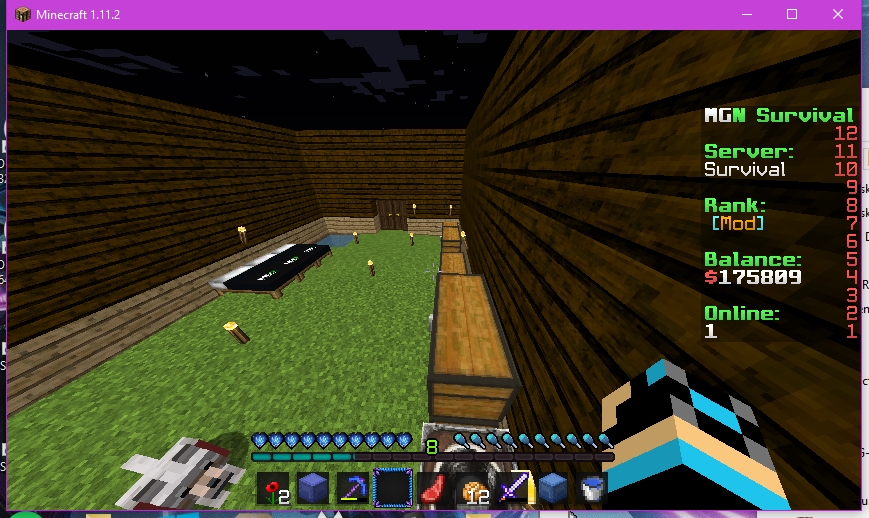 Minecraft 1.11.2
MGN Survival
12
Server: 11
Survival 10
9
Rank: 8
[Mod] 7
6
Balance: 5
$175809 4
3
Online: 2
1 1
8
2 12